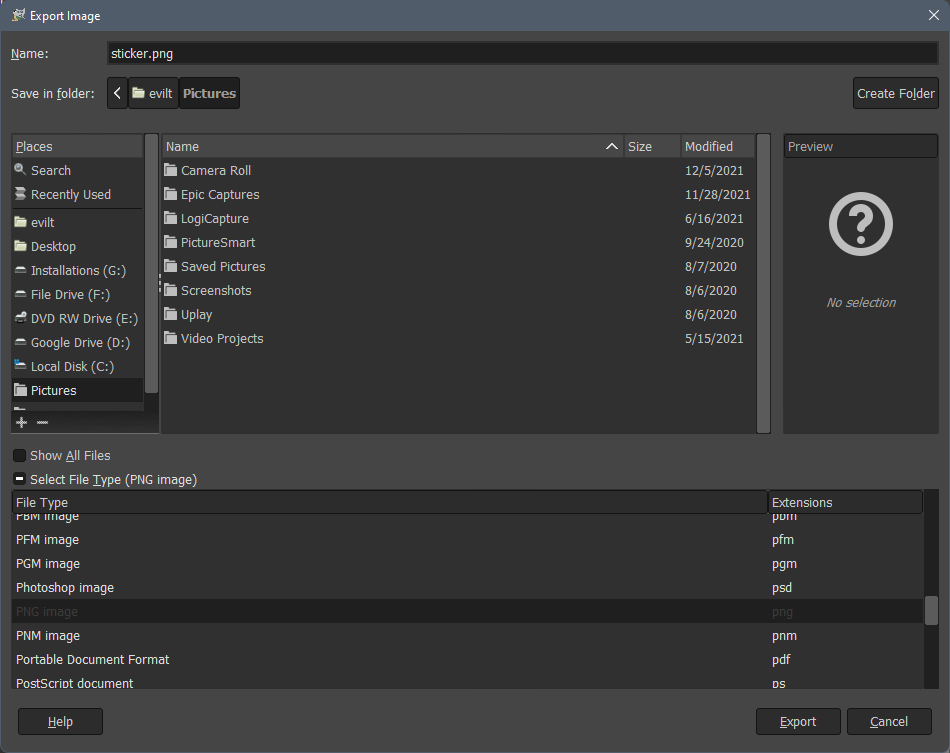 Export Image
Name: sticker.png
Save in folder: evilt Pictures Create Folder
Places Name Size Modified Preview
Search Camera Roll 12/5/2021
Recently Used Epic Captures 11/28/2021
evilt LogiCapture 6/16/2021
Desktop PictureSmart 9/24/2020
Installations (G:) Saved Pictures 8/7/2020
File Drive (F:) Screenshots 8/6/2020
No selection
DVD RW Drive (E:) Uplay 8/6/2020
Google Drive (D:) Video Projects 5/15/2021
Local Disk (C:)
Pictures
Show All Files
Select File Type (PNG image)
File Type Extensions
PBM image pbm
PFM image pfm
PGM image pgm
Photoshop image psd
PNG image png
PNM image pnm
Portable Document Format pdf
PostScript document ps
Help Export Cancel